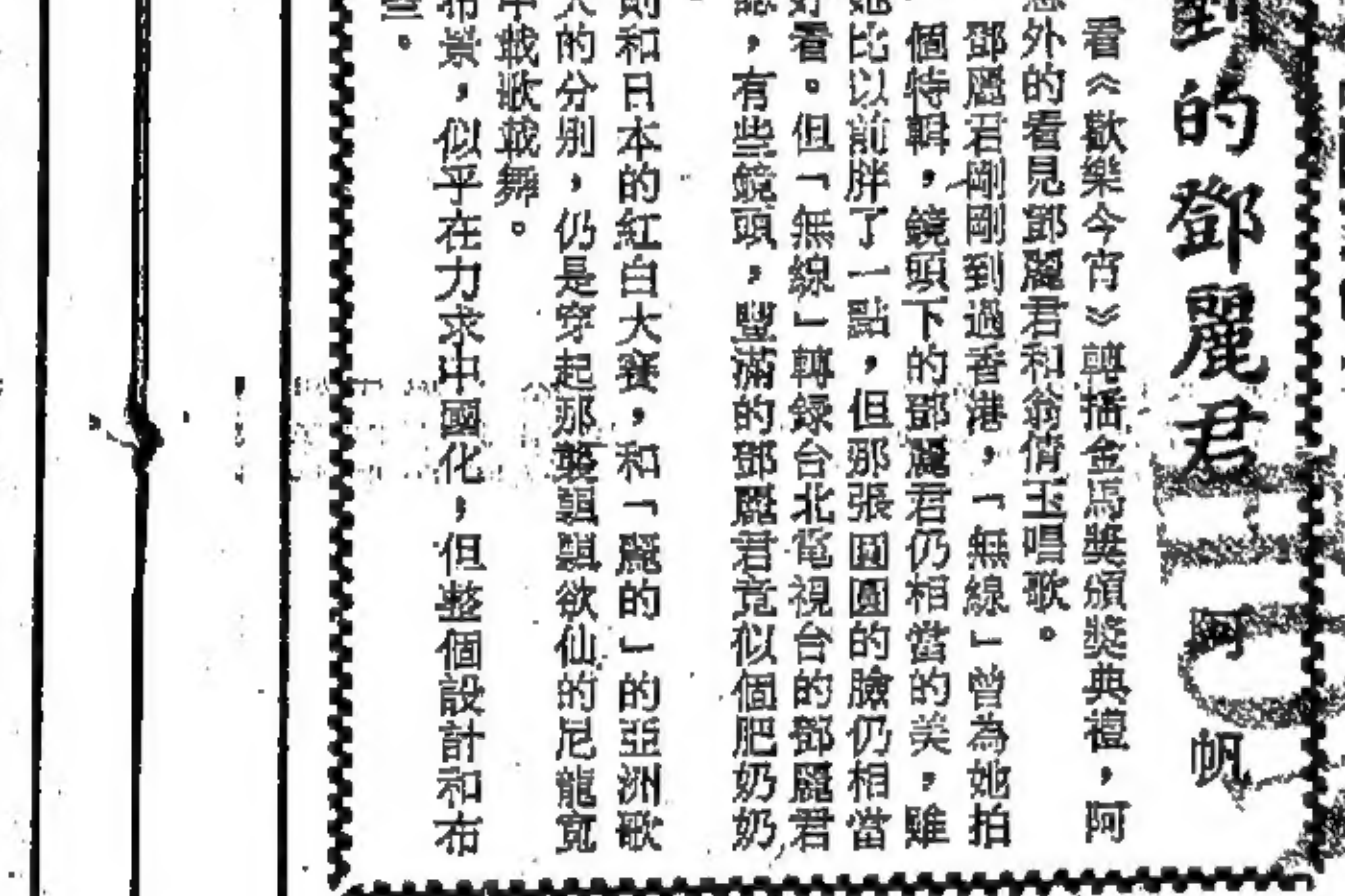 的鄧麗君
阿帆
看《歡樂今宵》轉播金馬獎頒獎典禮，阿
外的看見鄧麗君和翁倩玉唱歌。
鄧麗君剛剛到過香港，「無線」曾為她拍
個特輯，鏡頭下的鄧麗君仍相當的美，雖
她比以前胖了一點，但那張圓圓的臉仍相當
好看。但「無線」轉錄台北電視台的鄧麗君
，有些鏡頭，豐滿的鄧麗君竟似個肥奶奶
則和日本的紅白大賽，和「麗的」的亞洲歌
大的分別，仍是穿起那襲飄飄欲仙的尼龍寬
載歌載舞。
布景，似乎在力求中國化，但整個設計和布
些。